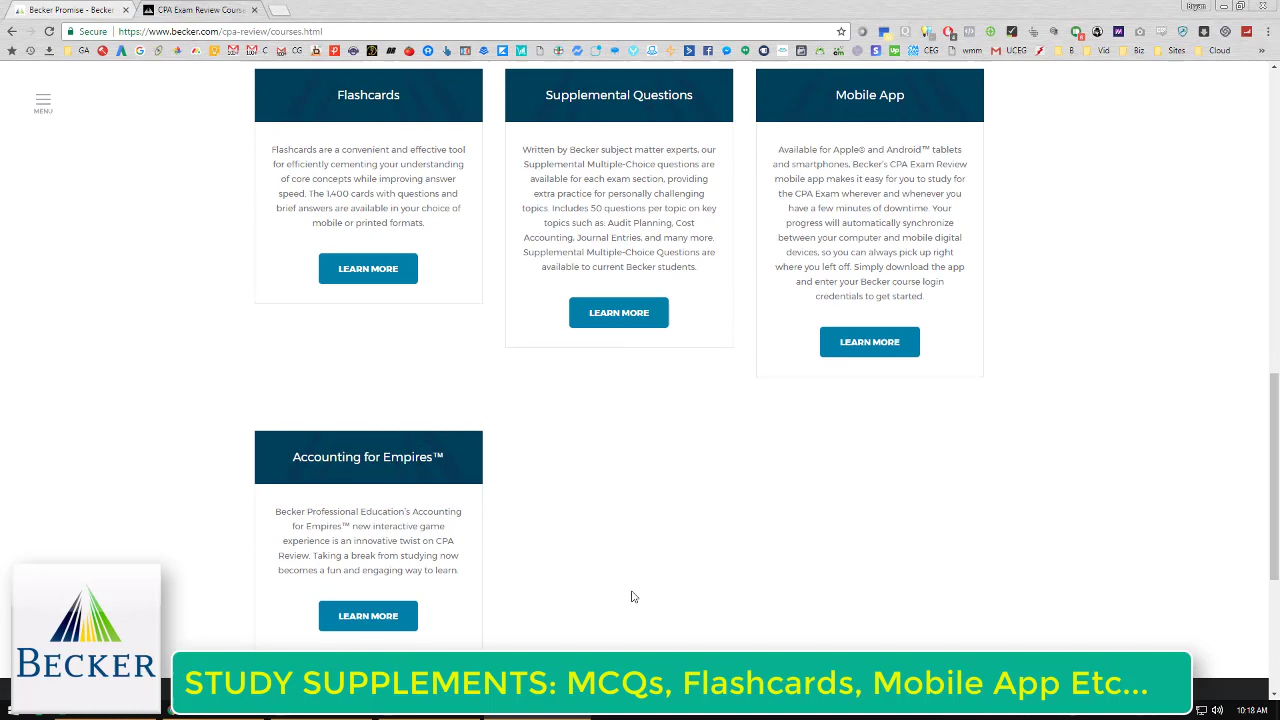 Becker Promise - Becker
CPA Exam Review Cours
Secure
https://www.becker.com/cpa-review/courses.html
CEG
wmnm
UCEG
Biz
Sites
Cloud
MENU
Flashcards
Flashcards are a convenient and effective tool
for efficiently cementing your understanding
of core concepts while improving answer
speed. The 1,400 cards with questions and
brief answers are available in your choice of
mobile or printed formats.
LEARN MORE
Supplemental Questions
Written by Becker subject matter experts, our
Supplemental Multiple-Choice questions are
available for each exam section, providing
extra practice for personally challenging
topics. Includes 50 questions per topic on key
topics such as: Audit Planning, Cost
Accounting, Journal Entries, and many more.
Supplemental Multiple-Choice Questions are
available to current Becker students.
LEARN MORE
Mobile App
Available for Apple® and Android™ tablets
and smartphones, Becker's CPA Exam Review
mobile app makes it easy for you to study for
the CPA Exam wherever and whenever you
have a few minutes of downtime. Your
progress will automatically synchronize
between your computer and mobile digital
devices, so you can always pick up right
where you left off. Simply download the app
and enter your Becker course login
credentials to get started.
LEARN MORE
Accounting for Empires™
Becker Professional Education's Accounting
for Empires™ new interactive game
experience is an innovative twist on CPA
Review. Taking a break from studying now
becomes a fun and engaging way to learn.
LEARN MORE
BECKER
STUDY SUPPLEMENTS: MCQs, Flashcards, Mobile App Etc...
10:18 AM